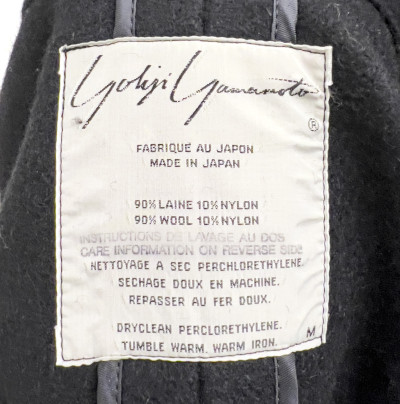 Yohji Yamamoto
®
FABRIQUÉ AU JAPON
MADE IN JAPAN
90% LAINE 10% NYLON
90% WOOL 10% NYLON
INSTRUCTIONS DE LAVAGE AU DOS
CARE INFORMATION ON REVERSE SIDE
NETTOYAGE A SEC PERCHLORETHYLENE.
SECHAGE DOUX EN MACHINE.
REPASSER AU FER DOUX.
DRYCLEAN PERCLORETHYLENE.
TUMBLE WARM. WARM IRON.
M